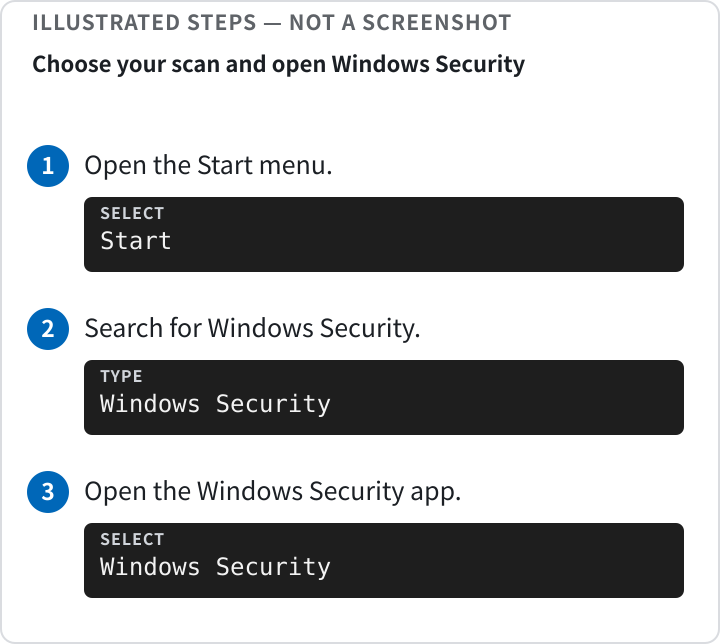 ILLUSTRATED STEPS — NOT A SCREENSHOT
Choose your scan and open Windows Security
1 Open the Start menu.
SELECT
Start
2 Search for Windows Security.
TYPE
Windows Security
3 Open the Windows Security app.
SELECT
Windows Security